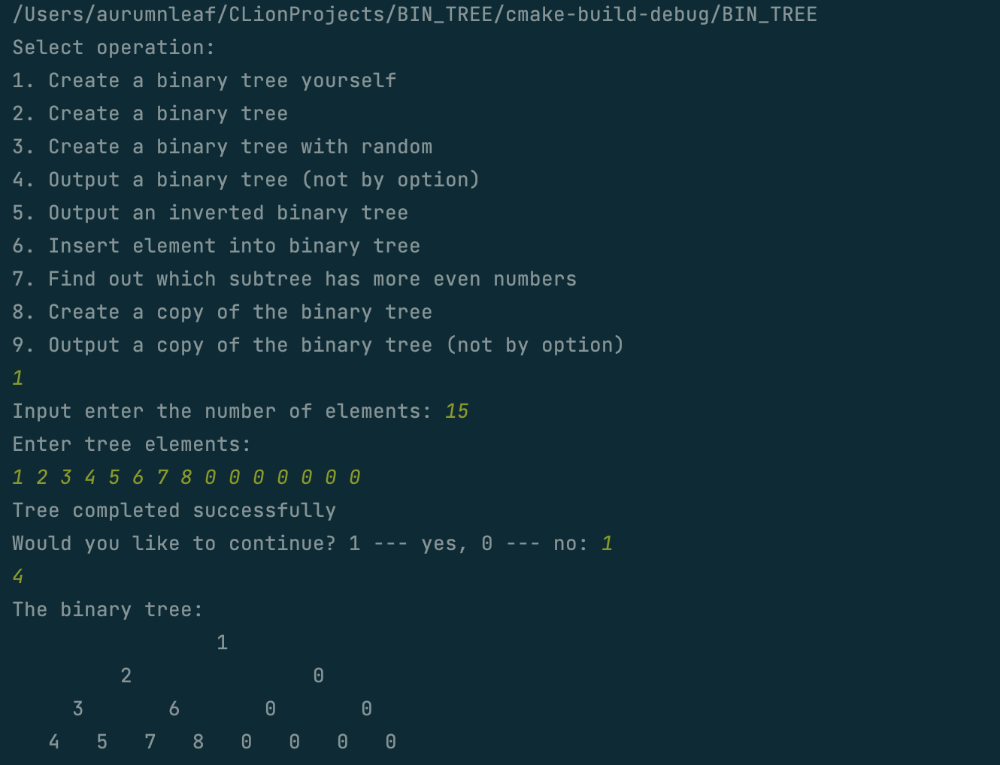 /Users/aurumnleaf/CLionProjects/BIN_TREE/cmake-build-debug/BIN_TREE
Select operation:
1. Create a binary tree yourself
2. Create a binary tree
3. Create a binary tree with random
4. Output a binary tree (not by option)
5. Output an inverted binary tree
6. Insert element into binary tree
7. Find out which subtree has more even numbers
8. Create a copy of the binary tree
9. Output a copy of the binary tree (not by option)
1
Input enter the number of elements: 15
Enter tree elements:
1 2 3 4 5 6 7 8 0 0 0 0 0 0 0
Tree completed successfully
Would you like to continue? 1 --- yes, 0 --- no: 1
4
The binary tree:
                 1
         2               0
     3       6       0       0
   4   5   7   8   0   0   0   0